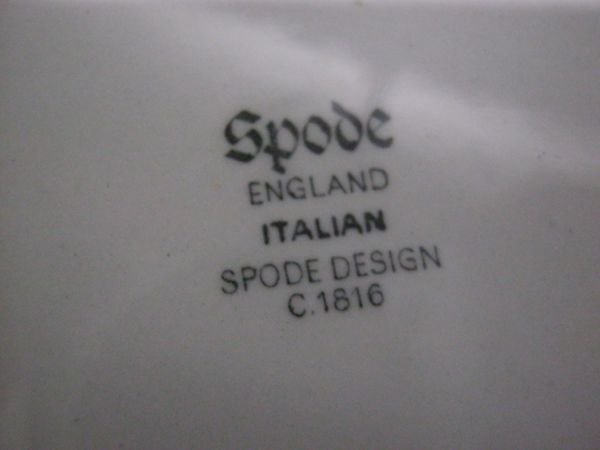 Spode
ENGLAND
ITALIAN
SPODE DESIGN
C.1816